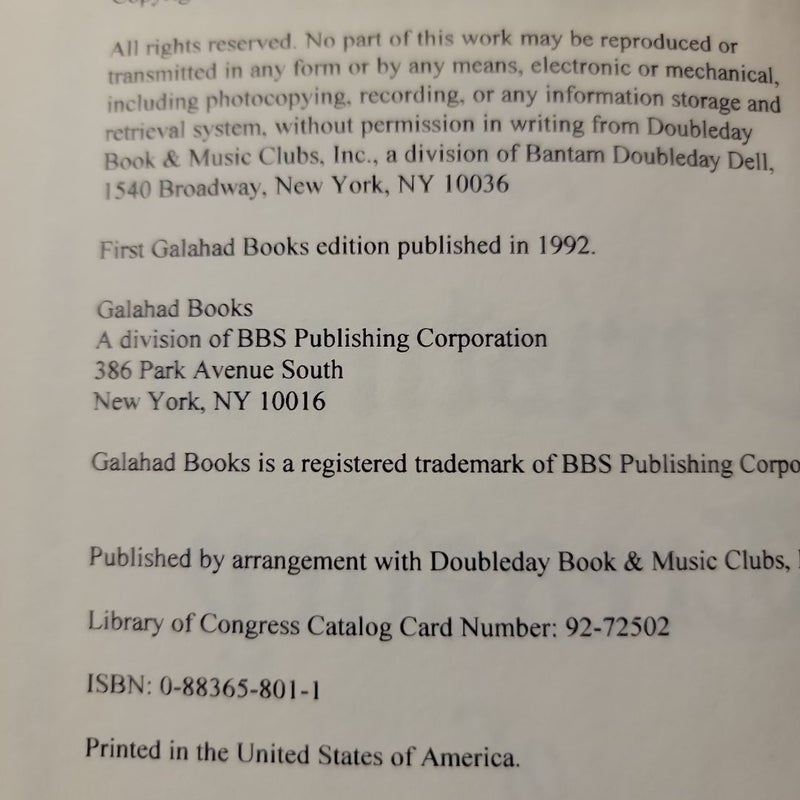 All rights reserved. No part of this work may be reproduced or
transmitted in any form or by any means, electronic or mechanical,
including photocopying, recording, or any information storage and
retrieval system, without permission in writing from Doubleday
Book & Music Clubs, Inc., a division of Bantam Doubleday Dell,
1540 Broadway, New York, NY 10036
First Galahad Books edition published in 1992.
Galahad Books
A division of BBS Publishing Corporation
386 Park Avenue South
New York, NY 10016
Galahad Books is a registered trademark of BBS Publishing Corpo
Published by arrangement with Doubleday Book & Music Clubs,
Library of Congress Catalog Card Number: 92-72502
ISBN: 0-88365-801-1
Printed in the United States of America.